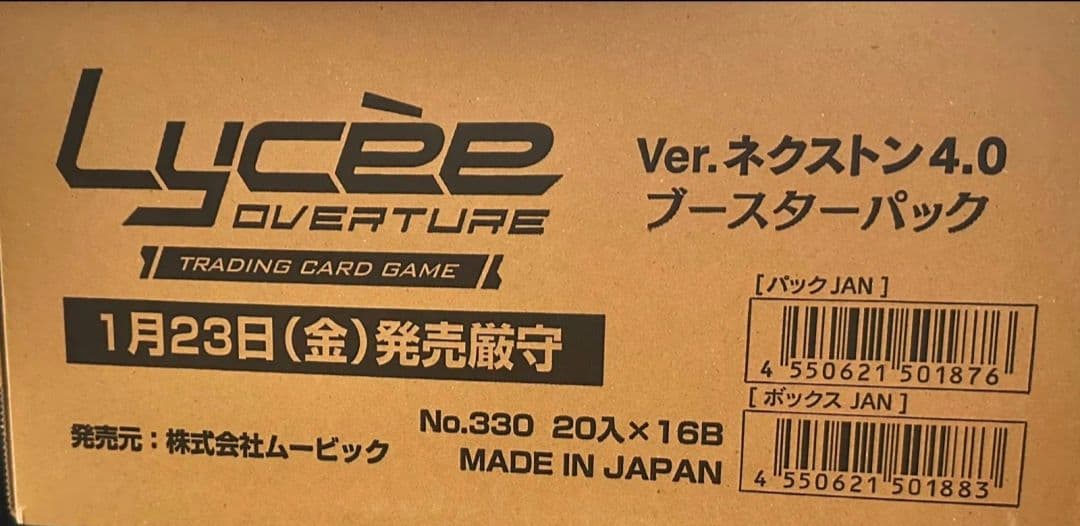 Lycèe
OVERTURE
TRADING CARD GAME
Ver.ネクストン4.0
ブースターパック
1月23日(金)発売厳守
[パックJAN]
4 550621 501876
[ボックス JAN]
4 550621 501883
No.330 20入×16B
MADE IN JAPAN
発売元:株式会社ムービック